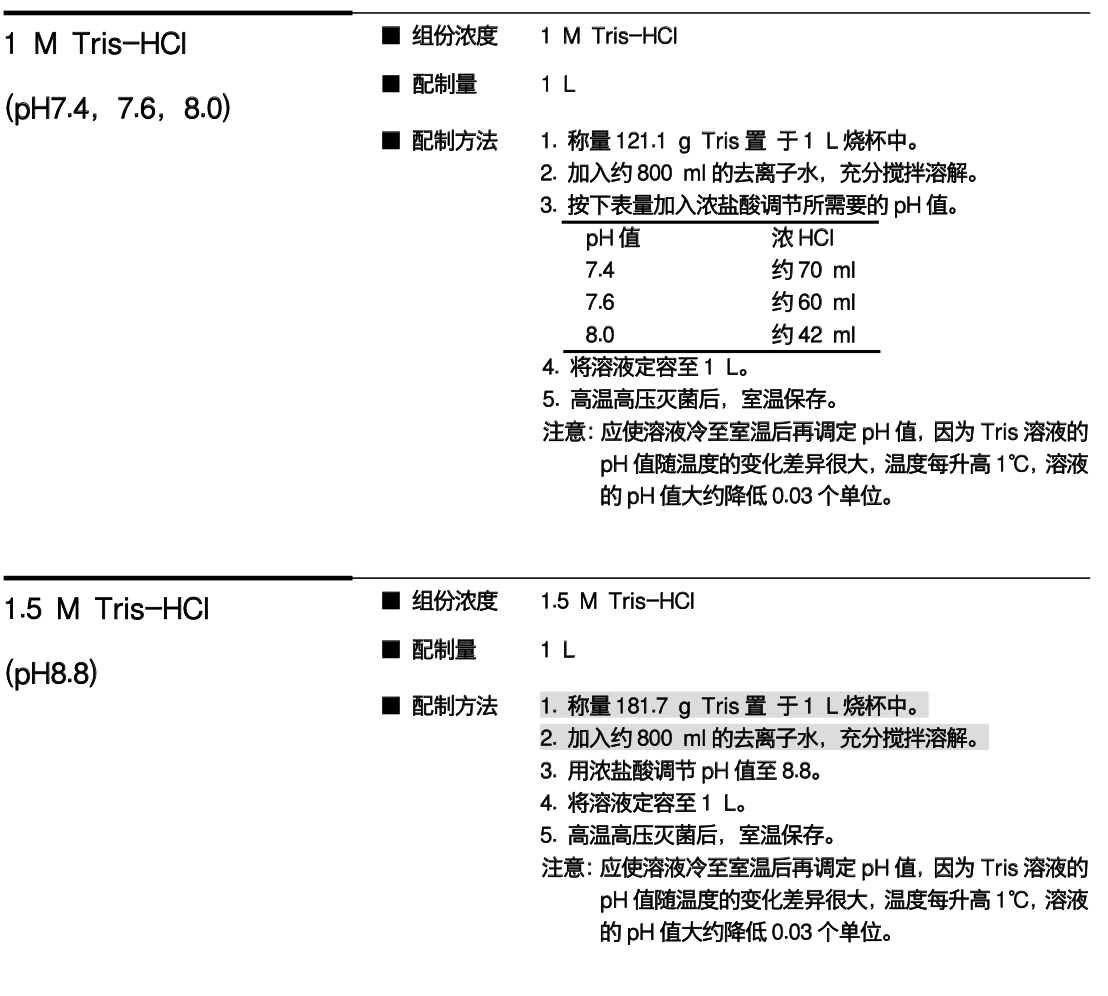 1 M Tris-HCl
(pH7.4, 7.6, 8.0)
■ 组份浓度 1 M Tris-HCl
■ 配制量 1 L
■ 配制方法 1. 称量 121.1 g Tris 置 于 1 L 烧杯中。
2. 加入约 800 ml 的去离子水，充分搅拌溶解。
3. 按下表量加入浓盐酸调节所需要的 pH 值。
pH 值 浓 HCl
7.4 约 70 ml
7.6 约 60 ml
8.0 约 42 ml
4. 将溶液定容至 1 L。
5. 高温高压灭菌后，室温保存。
注意：应使溶液冷至室温后再调定 pH 值，因为 Tris 溶液的
pH 值随温度的变化差异很大，温度每升高 1℃，溶液
的 pH 值大约降低 0.03 个单位。
1.5 M Tris-HCl
(pH8.8)
■ 组份浓度 1.5 M Tris-HCl
■ 配制量 1 L
■ 配制方法 1. 称量 181.7 g Tris 置 于 1 L 烧杯中。
2. 加入约 800 ml 的去离子水，充分搅拌溶解。
3. 用浓盐酸调节 pH 值至 8.8。
4. 将溶液定容至 1 L。
5. 高温高压灭菌后，室温保存。
注意：应使溶液冷至室温后再调定 pH 值，因为 Tris 溶液的
pH 值随温度的变化差异很大，温度每升高 1℃，溶液
的 pH 值大约降低 0.03 个单位。